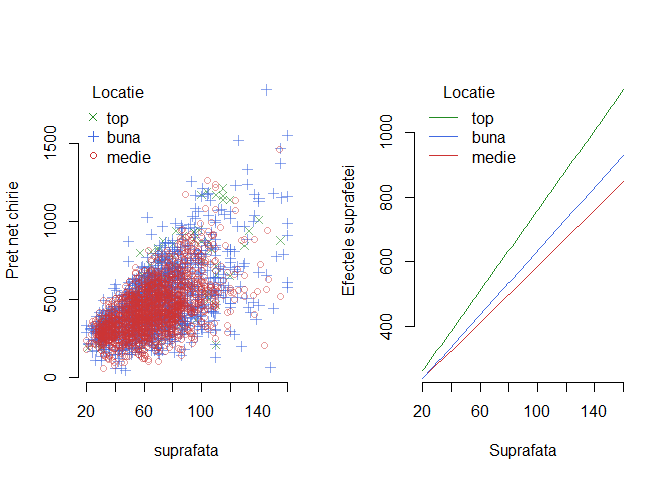 Locatie
top
buna
medie
Pret net chirie
0
500
1000
1500
20
60
100
140
suprafata
Locatie
top
buna
medie
Efectele suprafetei
400
600
800
1000
20
60
100
140
Suprafata